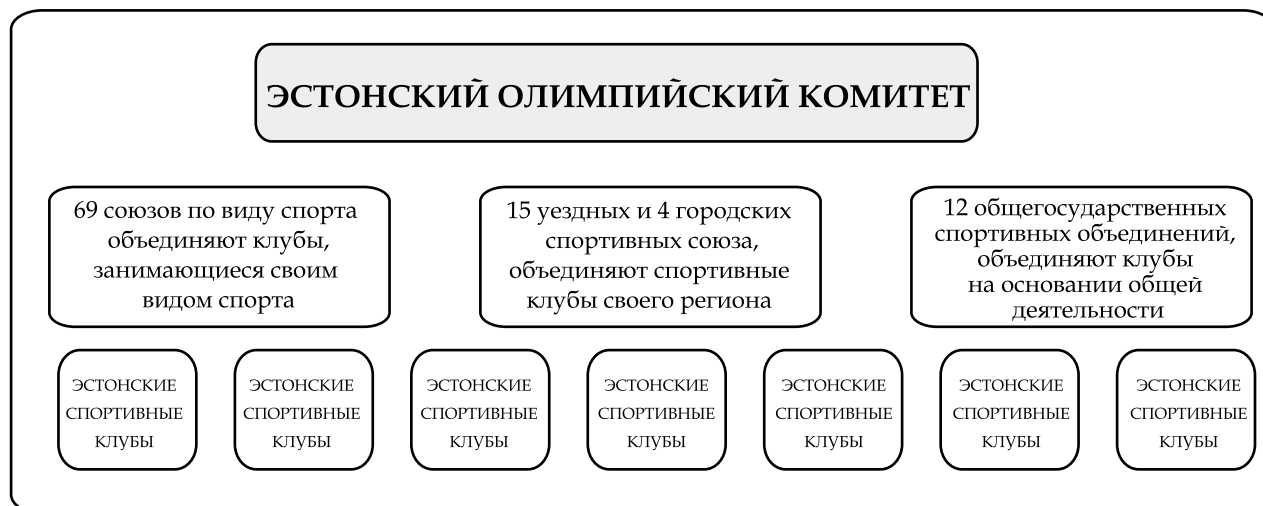 ЭСТОНСКИЙ ОЛИМПИЙСКИЙ КОМИТЕТ
69 союзов по виду спорта
объединяют клубы,
занимающиеся своим
видом спорта
15 уездных и 4 городских
спортивных союза,
объединяют спортивные
клубы своего региона
12 общегосударственных
спортивных объединений,
объединяют клубы
на основании общей
деятельности
ЭСТОНСКИЕ
СПОРТИВНЫЕ
КЛУБЫ
ЭСТОНСКИЕ
СПОРТИВНЫЕ
КЛУБЫ
ЭСТОНСКИЕ
СПОРТИВНЫЕ
КЛУБЫ
ЭСТОНСКИЕ
СПОРТИВНЫЕ
КЛУБЫ
ЭСТОНСКИЕ
СПОРТИВНЫЕ
КЛУБЫ
ЭСТОНСКИЕ
СПОРТИВНЫЕ
КЛУБЫ
ЭСТОНСКИЕ
СПОРТИВНЫЕ
КЛУБЫ